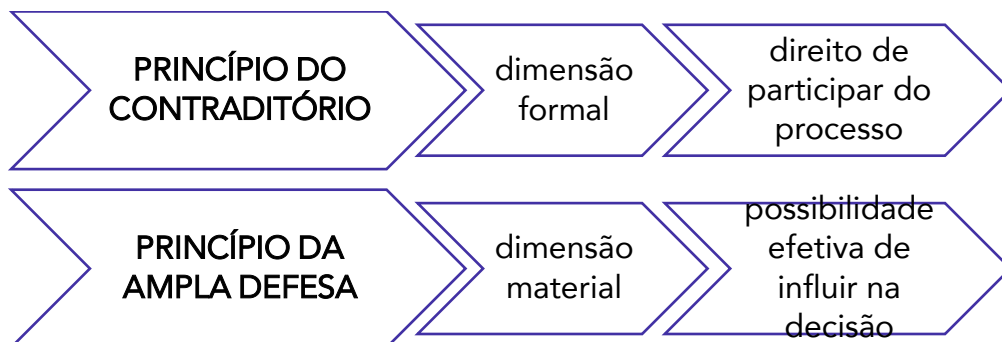 PRINCÍPIO DO
CONTRADITÓRIO
dimensão
formal
direito de
participar do
processo
PRINCÍPIO DA
AMPLA DEFESA
dimensão
material
possibilidade
efetiva de
influir na
decisão